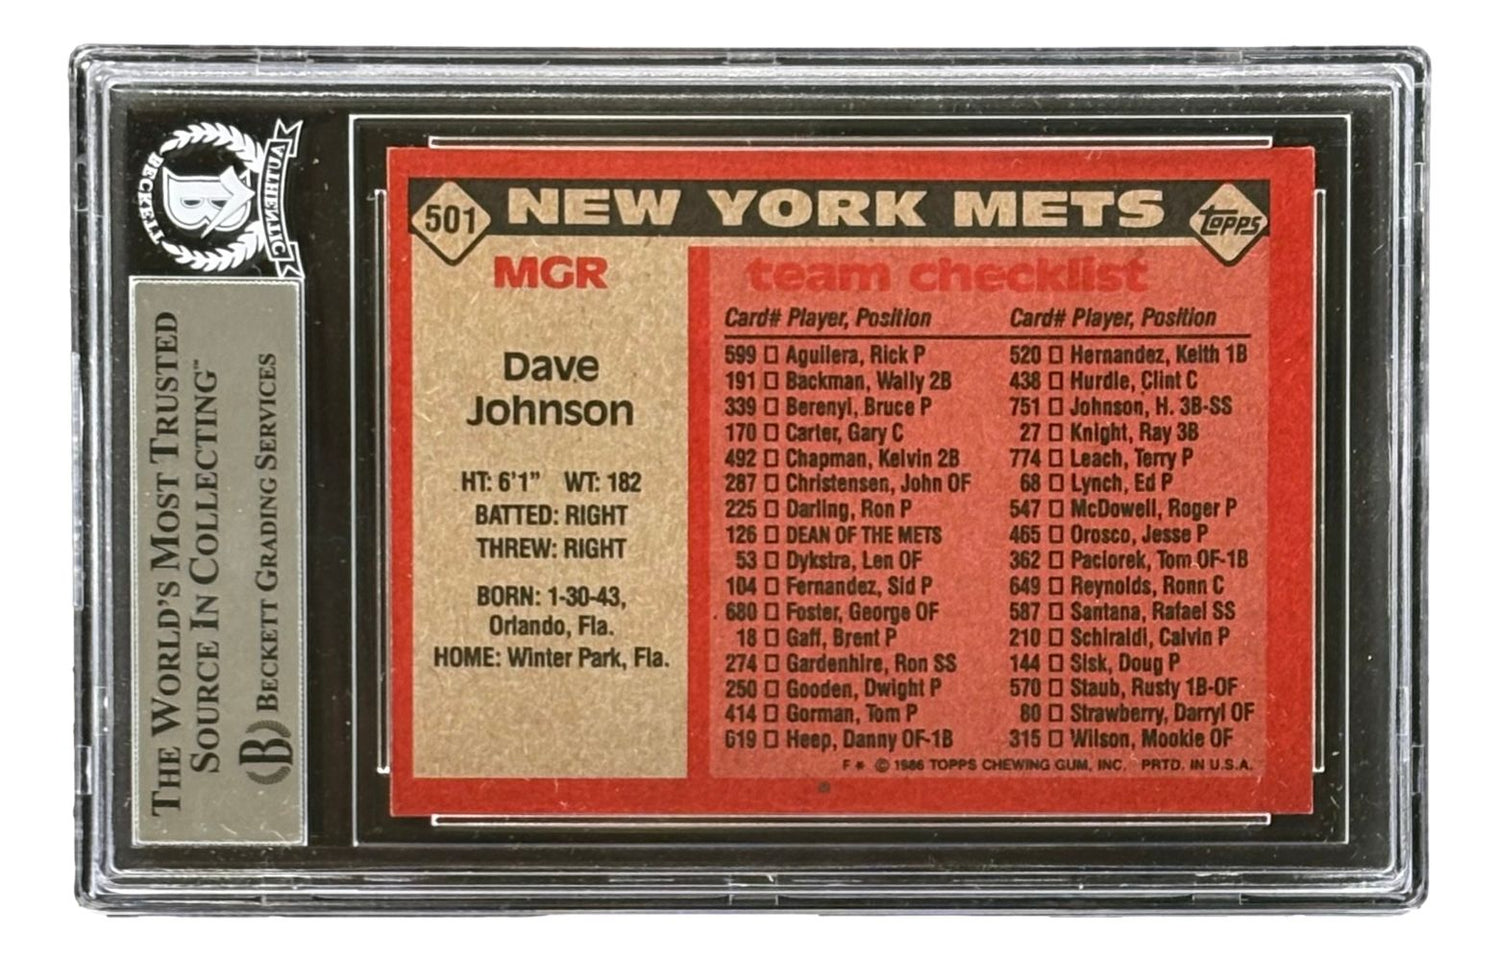 BECKETT
B
AUTHENTIC
THE WORLD'S MOST TRUSTED
SOURCE IN COLLECTING™
B BECKETT GRADING SERVICES
501 NEW YORK METS topps
MGR
Dave
Johnson
HT: 6'1" WT: 182
BATTED: RIGHT
THREW: RIGHT
BORN: 1-30-43,
Orlando, Fla.
HOME: Winter Park, Fla.
team checklist
Card# Player, Position
599 □ Aguilera, Rick P
191 □ Backman, Wally 2B
339 □ Berenyi, Bruce P
170 □ Carter, Gary C
492 □ Chapman, Kelvin 2B
287 □ Christensen, John OF
225 □ Darling, Ron P
126 □ DEAN OF THE METS
53 □ Dykstra, Len OF
104 □ Fernandez, Sid P
680 □ Foster, George OF
18 □ Gaff, Brent P
274 □ Gardenhire, Ron SS
250 □ Gooden, Dwight P
414 □ Gorman, Tom P
619 □ Heep, Danny OF-1B
Card# Player, Position
520 □ Hernandez, Keith 1B
438 □ Hurdle, Clint C
751 □ Johnson, H. 3B-SS
27 □ Knight, Ray 3B
774 □ Leach, Terry P
68 □ Lynch, Ed P
547 □ McDowell, Roger P
465 □ Orosco, Jesse P
362 □ Paciorek, Tom OF-1B
649 □ Reynolds, Ronn C
587 □ Santana, Rafael SS
210 □ Schiraldi, Calvin P
144 □ Sisk, Doug P
570 □ Staub, Rusty 1B-OF
80 □ Strawberry, Darryl OF
315 □ Wilson, Mookie OF
F * © 1986 TOPPS CHEWING GUM, INC. PRTD. IN U.S.A.